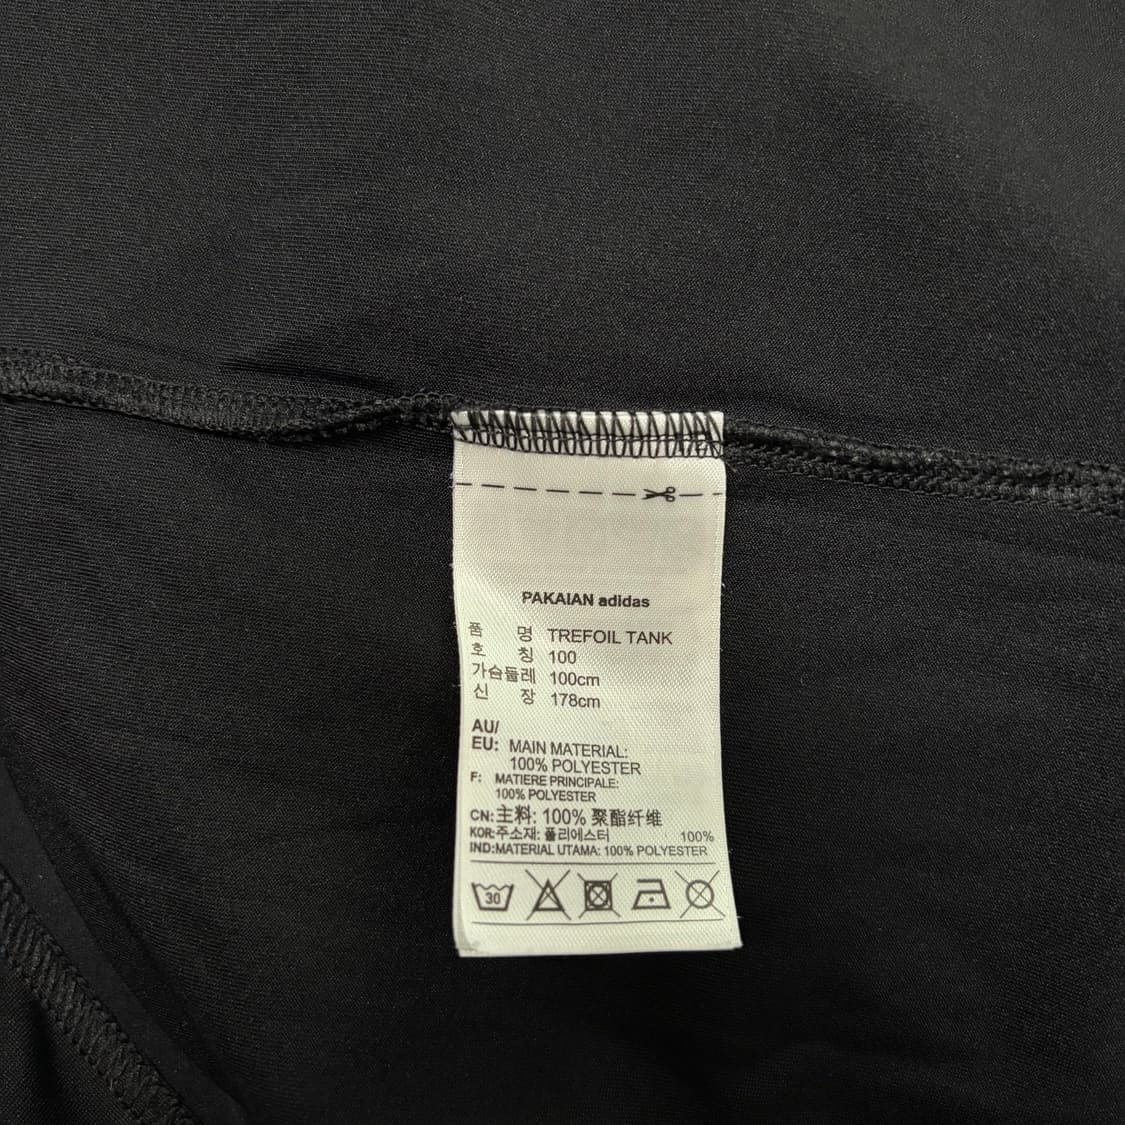 PAKAIAN adidas
품 명 TREFOIL TANK
호 칭 100
가슴둘레 100cm
신 장 178cm
AU/
EU: MAIN MATERIAL:
100% POLYESTER
F: MATIERE PRINCIPALE:
100% POLYESTER
CN:主料: 100% 聚酯纤维
KOR:주소재: 폴리에스터 100%
IND:MATERIAL UTAMA: 100% POLYESTER
30